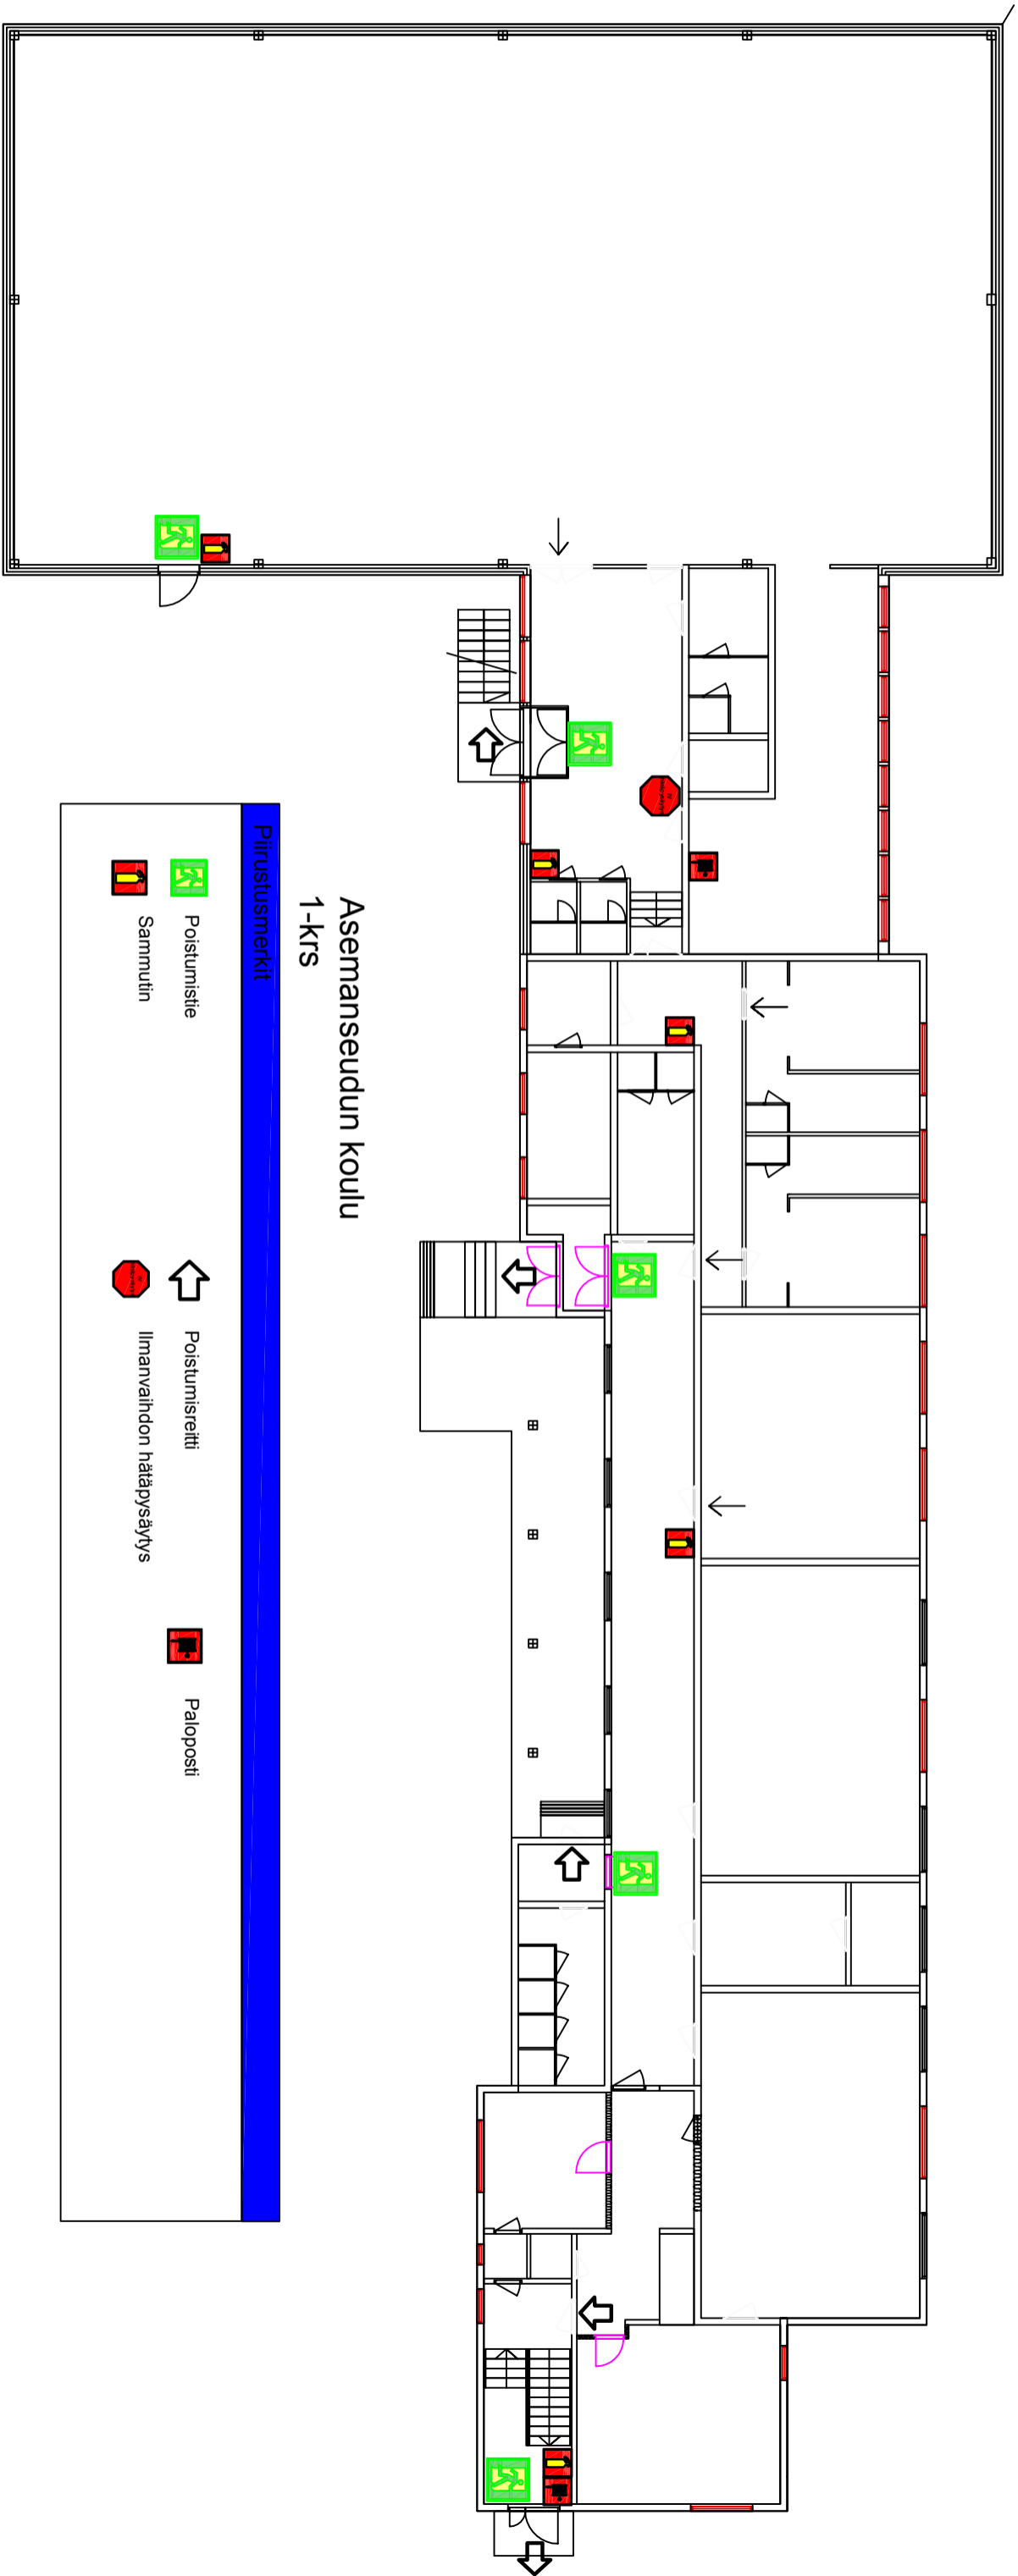 Asemanseudun koulu
1-krs
Piirustusmerkit
Poistumistie
Poistumisreitti
Paloposti
Sammutin
Ilmanvaihdon hätäpysäytys